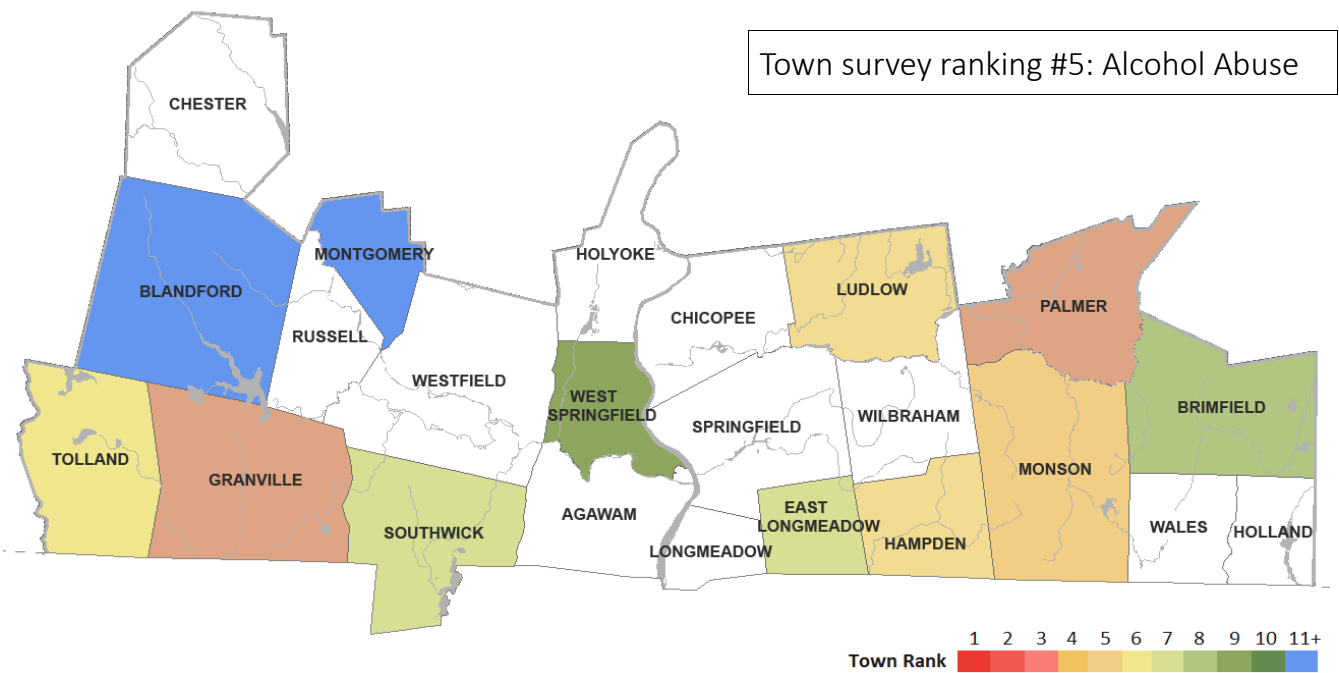 Town survey ranking #5: Alcohol Abuse
CHESTER
MONTGOMERY
HOLYOKE
BLANDFORD
LUDLOW
PALMER
CHICOPEE
RUSSELL
WESTFIELD
WEST
SPRINGFIELD
BRIMFIELD
WILBRAHAM
SPRINGFIELD
TOLLAND
GRANVILLE
MONSON
EAST
LONGMEADOW
AGAWAM
SOUTHWICK
WALES
HOLLAND
HAMPDEN
LONGMEADOW
1 2 3 4 5 6 7 8 9 10 11+
Town Rank